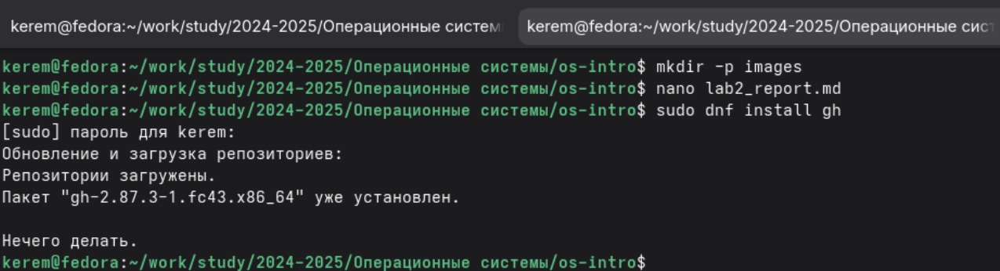 kerem@fedora:~/work/study/2024-2025/Операционные систем
kerem@fedora:~/work/study/2024-2025/Операционные сист
kerem@fedora:~/work/study/2024-2025/Операционные системы/os-intro$ mkdir -p images
kerem@fedora:~/work/study/2024-2025/Операционные системы/os-intro$ nano lab2_report.md
kerem@fedora:~/work/study/2024-2025/Операционные системы/os-intro$ sudo dnf install gh
[sudo] пароль для kerem:
Обновление и загрузка репозиториев:
Репозитории загружены.
Пакет "gh-2.87.3-1.fc43.x86_64" уже установлен.
Нечего делать.
kerem@fedora:~/work/study/2024-2025/Операционные системы/os-intro$